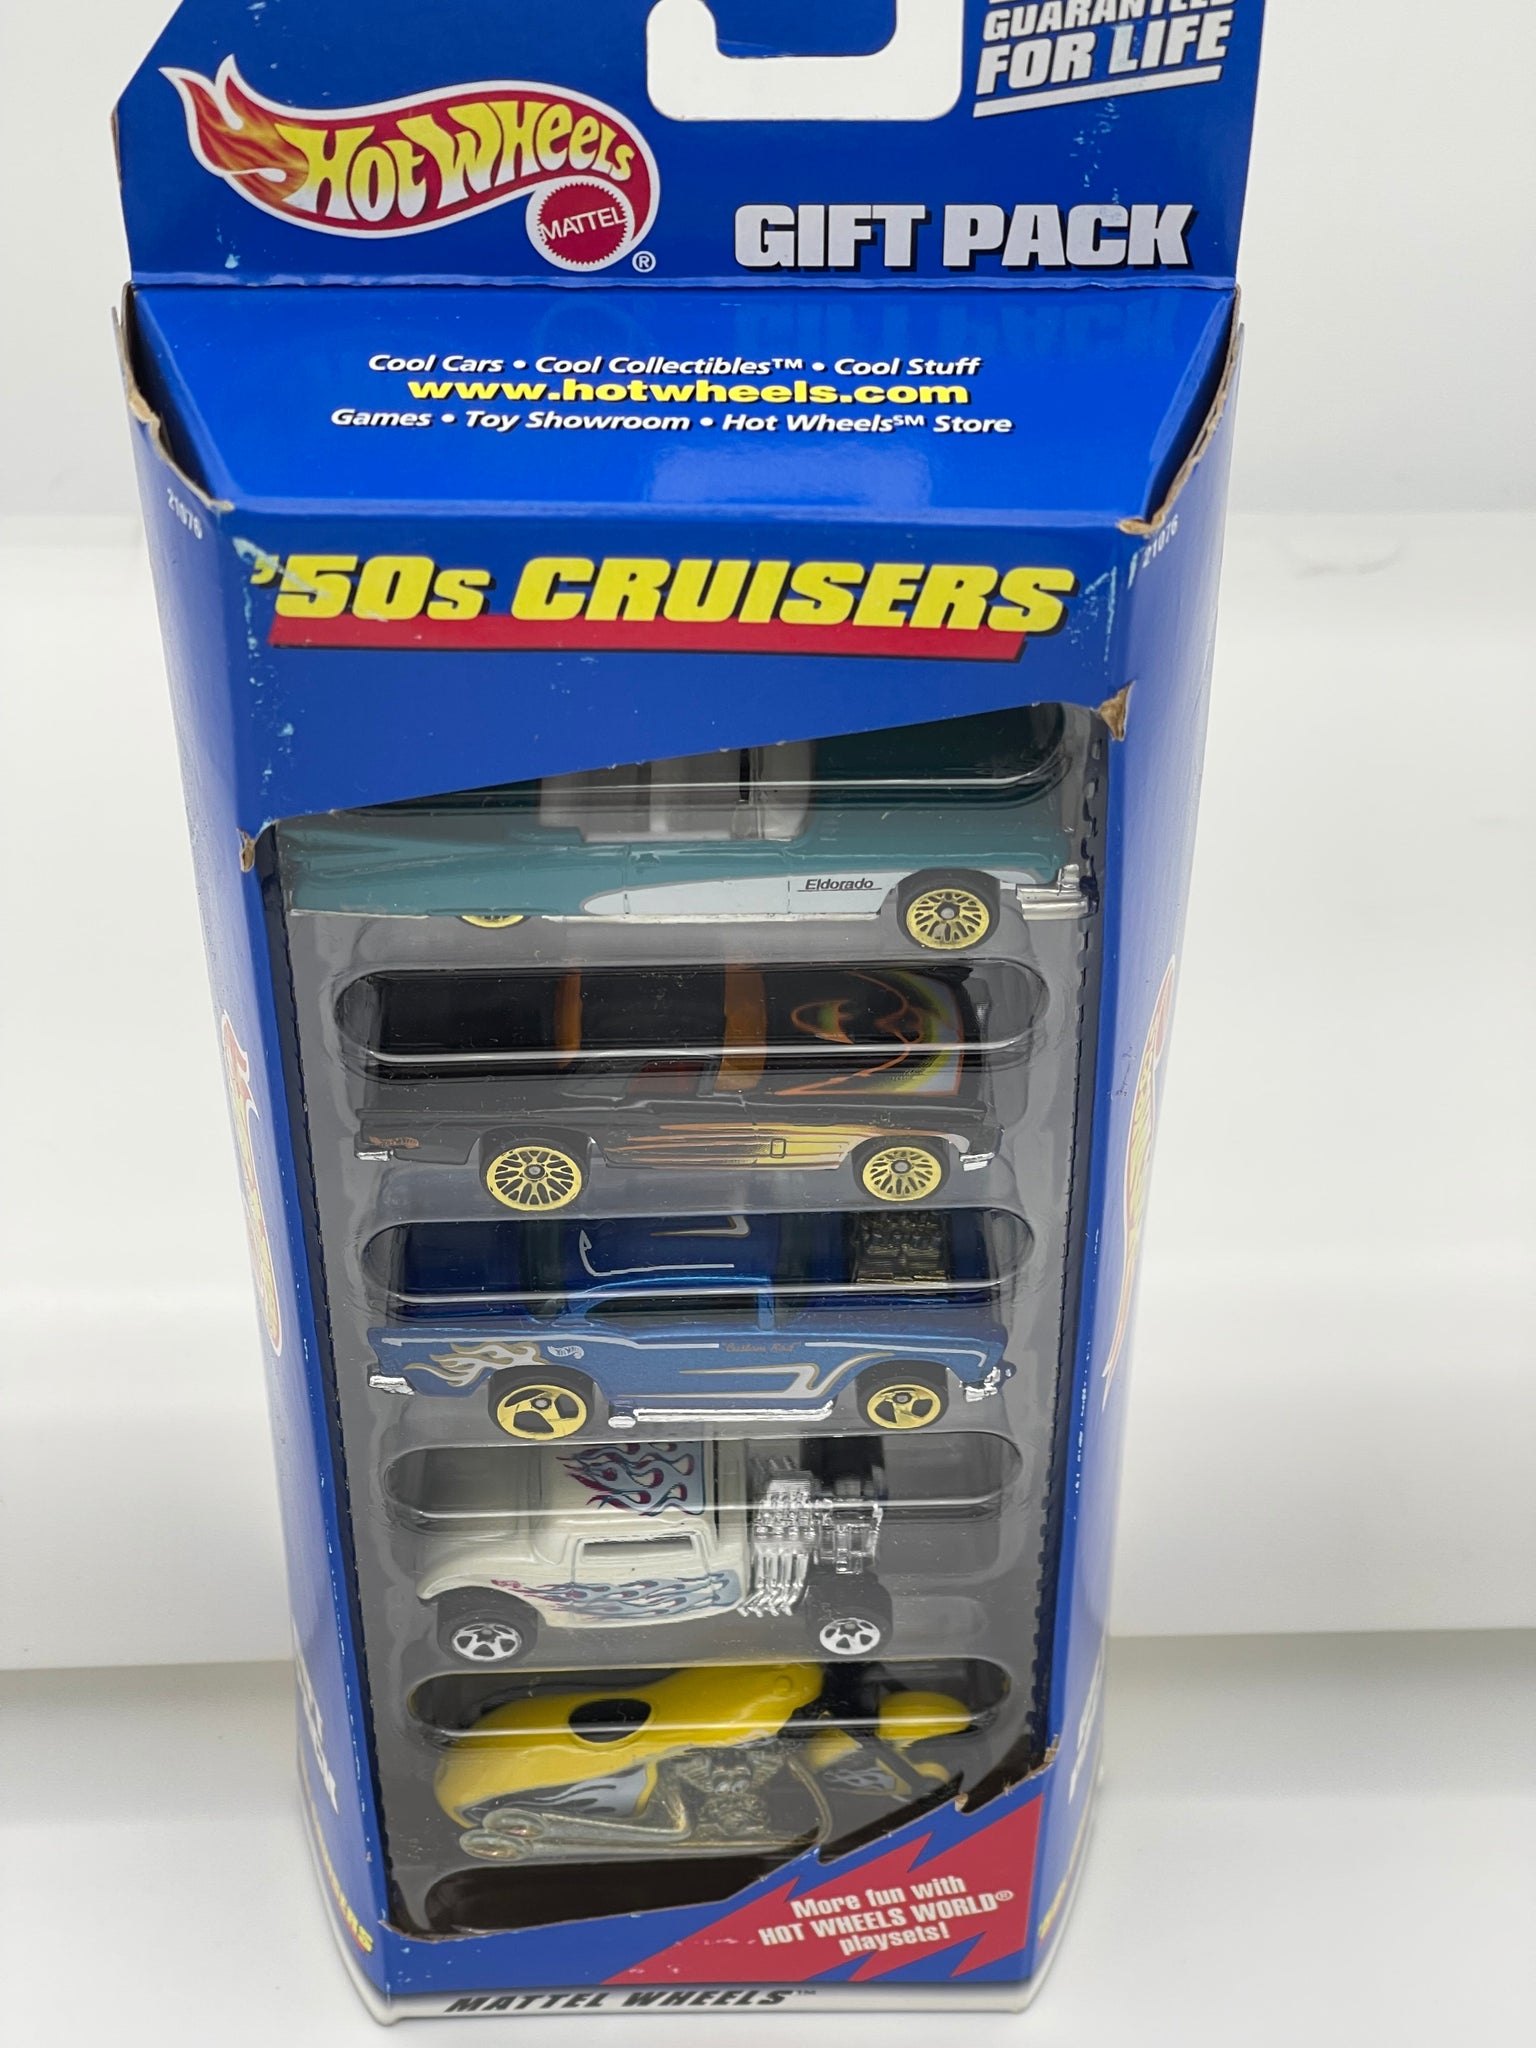 GUARANTEED
FOR LIFE
HOT WHEELS
MATTEL
®
GIFT PACK
Cool Cars • Cool Collectibles™ • Cool Stuff
www.hotwheels.com
Games • Toy Showroom • Hot Wheels℠ Store
21076
21076
'50s CRUISERS
Eldorado
"Custom Rod"
More fun with
HOT WHEELS WORLD®
playsets!
MATTEL WHEELS™